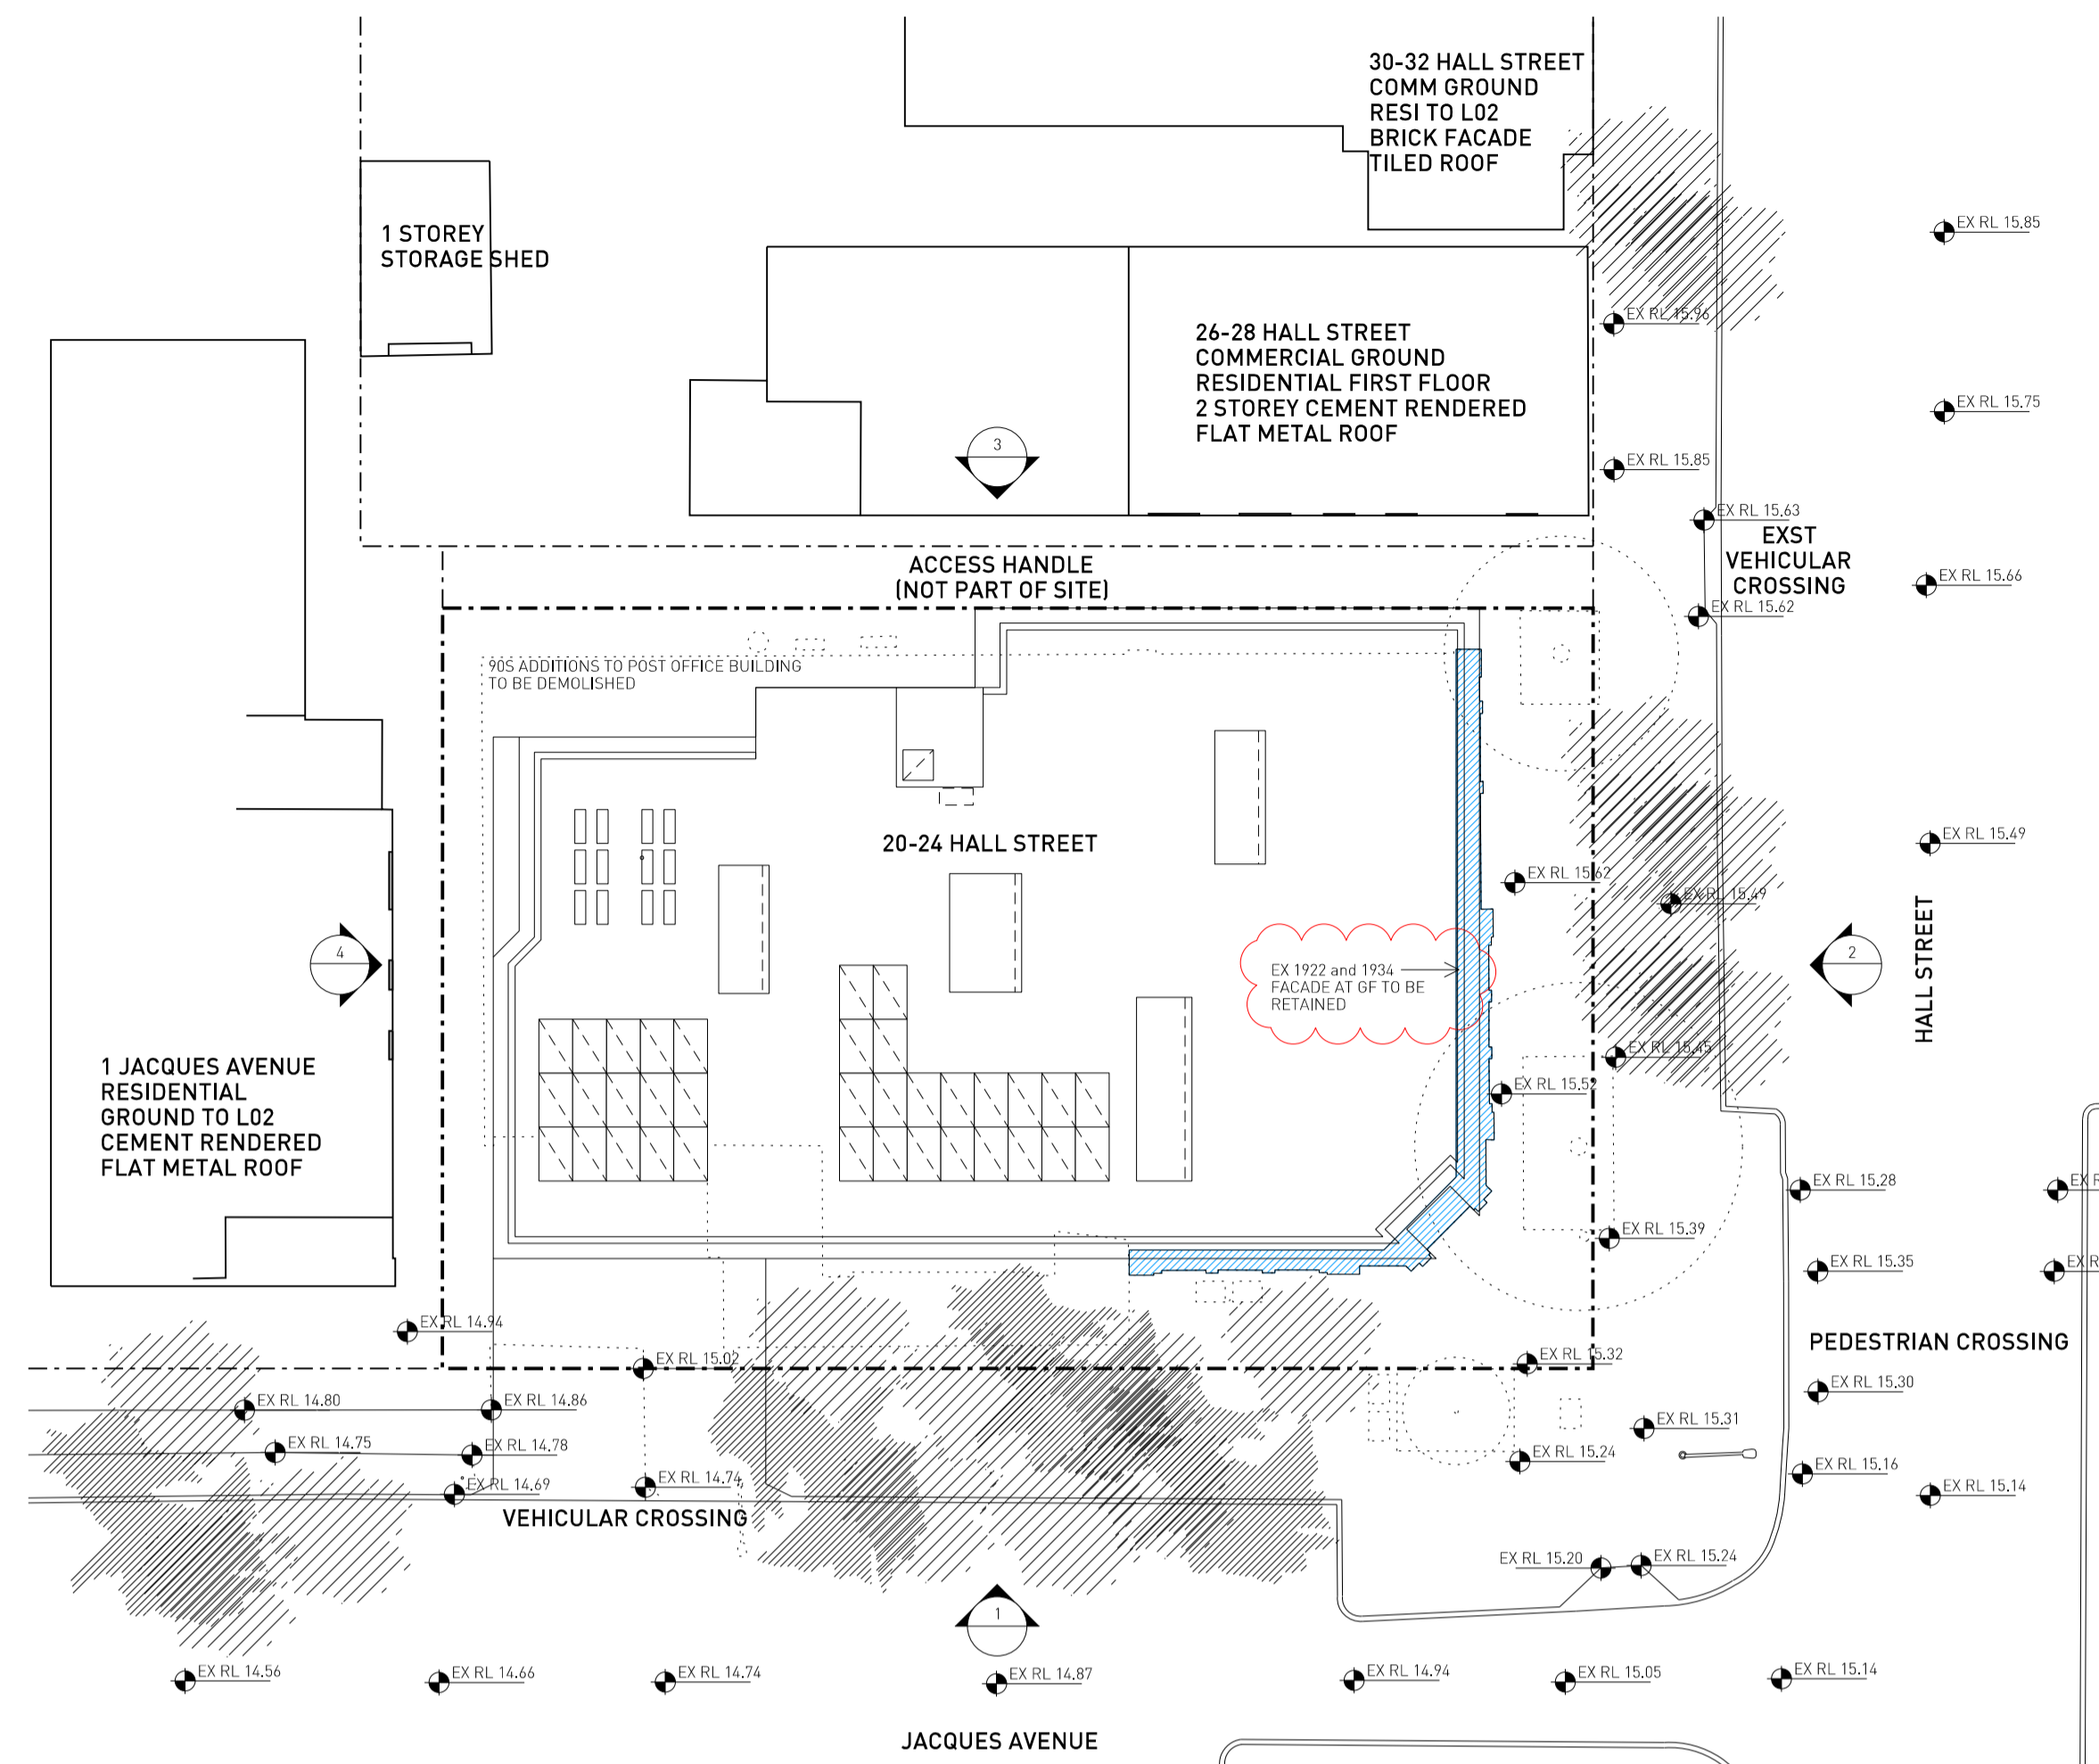 30-32 HALL STREET
COMM GROUND
RESI TO L02
BRICK FACADE
TILED ROOF
1 STOREY
STORAGE SHED
EX RL 15.85
EX RL 15.96
26-28 HALL STREET
COMMERCIAL GROUND
RESIDENTIAL FIRST FLOOR
2 STOREY CEMENT RENDERED
FLAT METAL ROOF
EX RL 15.75
3
EX RL 15.85
EX RL 15.63
EXST
VEHICULAR
CROSSING
ACCESS HANDLE
(NOT PART OF SITE)
EX RL 15.66
EX RL 15.62
90S ADDITIONS TO POST OFFICE BUILDING
TO BE DEMOLISHED
20-24 HALL STREET
EX RL 15.49
EX RL 15.62
EX RL 15.49
HALL STREET
4
2
EX 1922 and 1934
FACADE AT GF TO BE
RETAINED
EX RL 15.45
1 JACQUES AVENUE
RESIDENTIAL
GROUND TO L02
CEMENT RENDERED
FLAT METAL ROOF
EX RL 15.52
EX RL 15.28
EX R
EX RL 15.39
EX RL 15.35
EX R
EX RL 14.94
PEDESTRIAN CROSSING
EX RL 15.02
EX RL 15.32
EX RL 14.80
EX RL 14.86
EX RL 15.30
EX RL 15.31
EX RL 14.75
EX RL 14.78
EX RL 15.24
EX RL 15.16
EX RL 14.69
EX RL 14.74
EX RL 15.14
VEHICULAR CROSSING
EX RL 15.20
EX RL 15.24
1
EX RL 14.56
EX RL 14.66
EX RL 14.74
EX RL 14.87
EX RL 14.94
EX RL 15.05
EX RL 15.14
JACQUES AVENUE